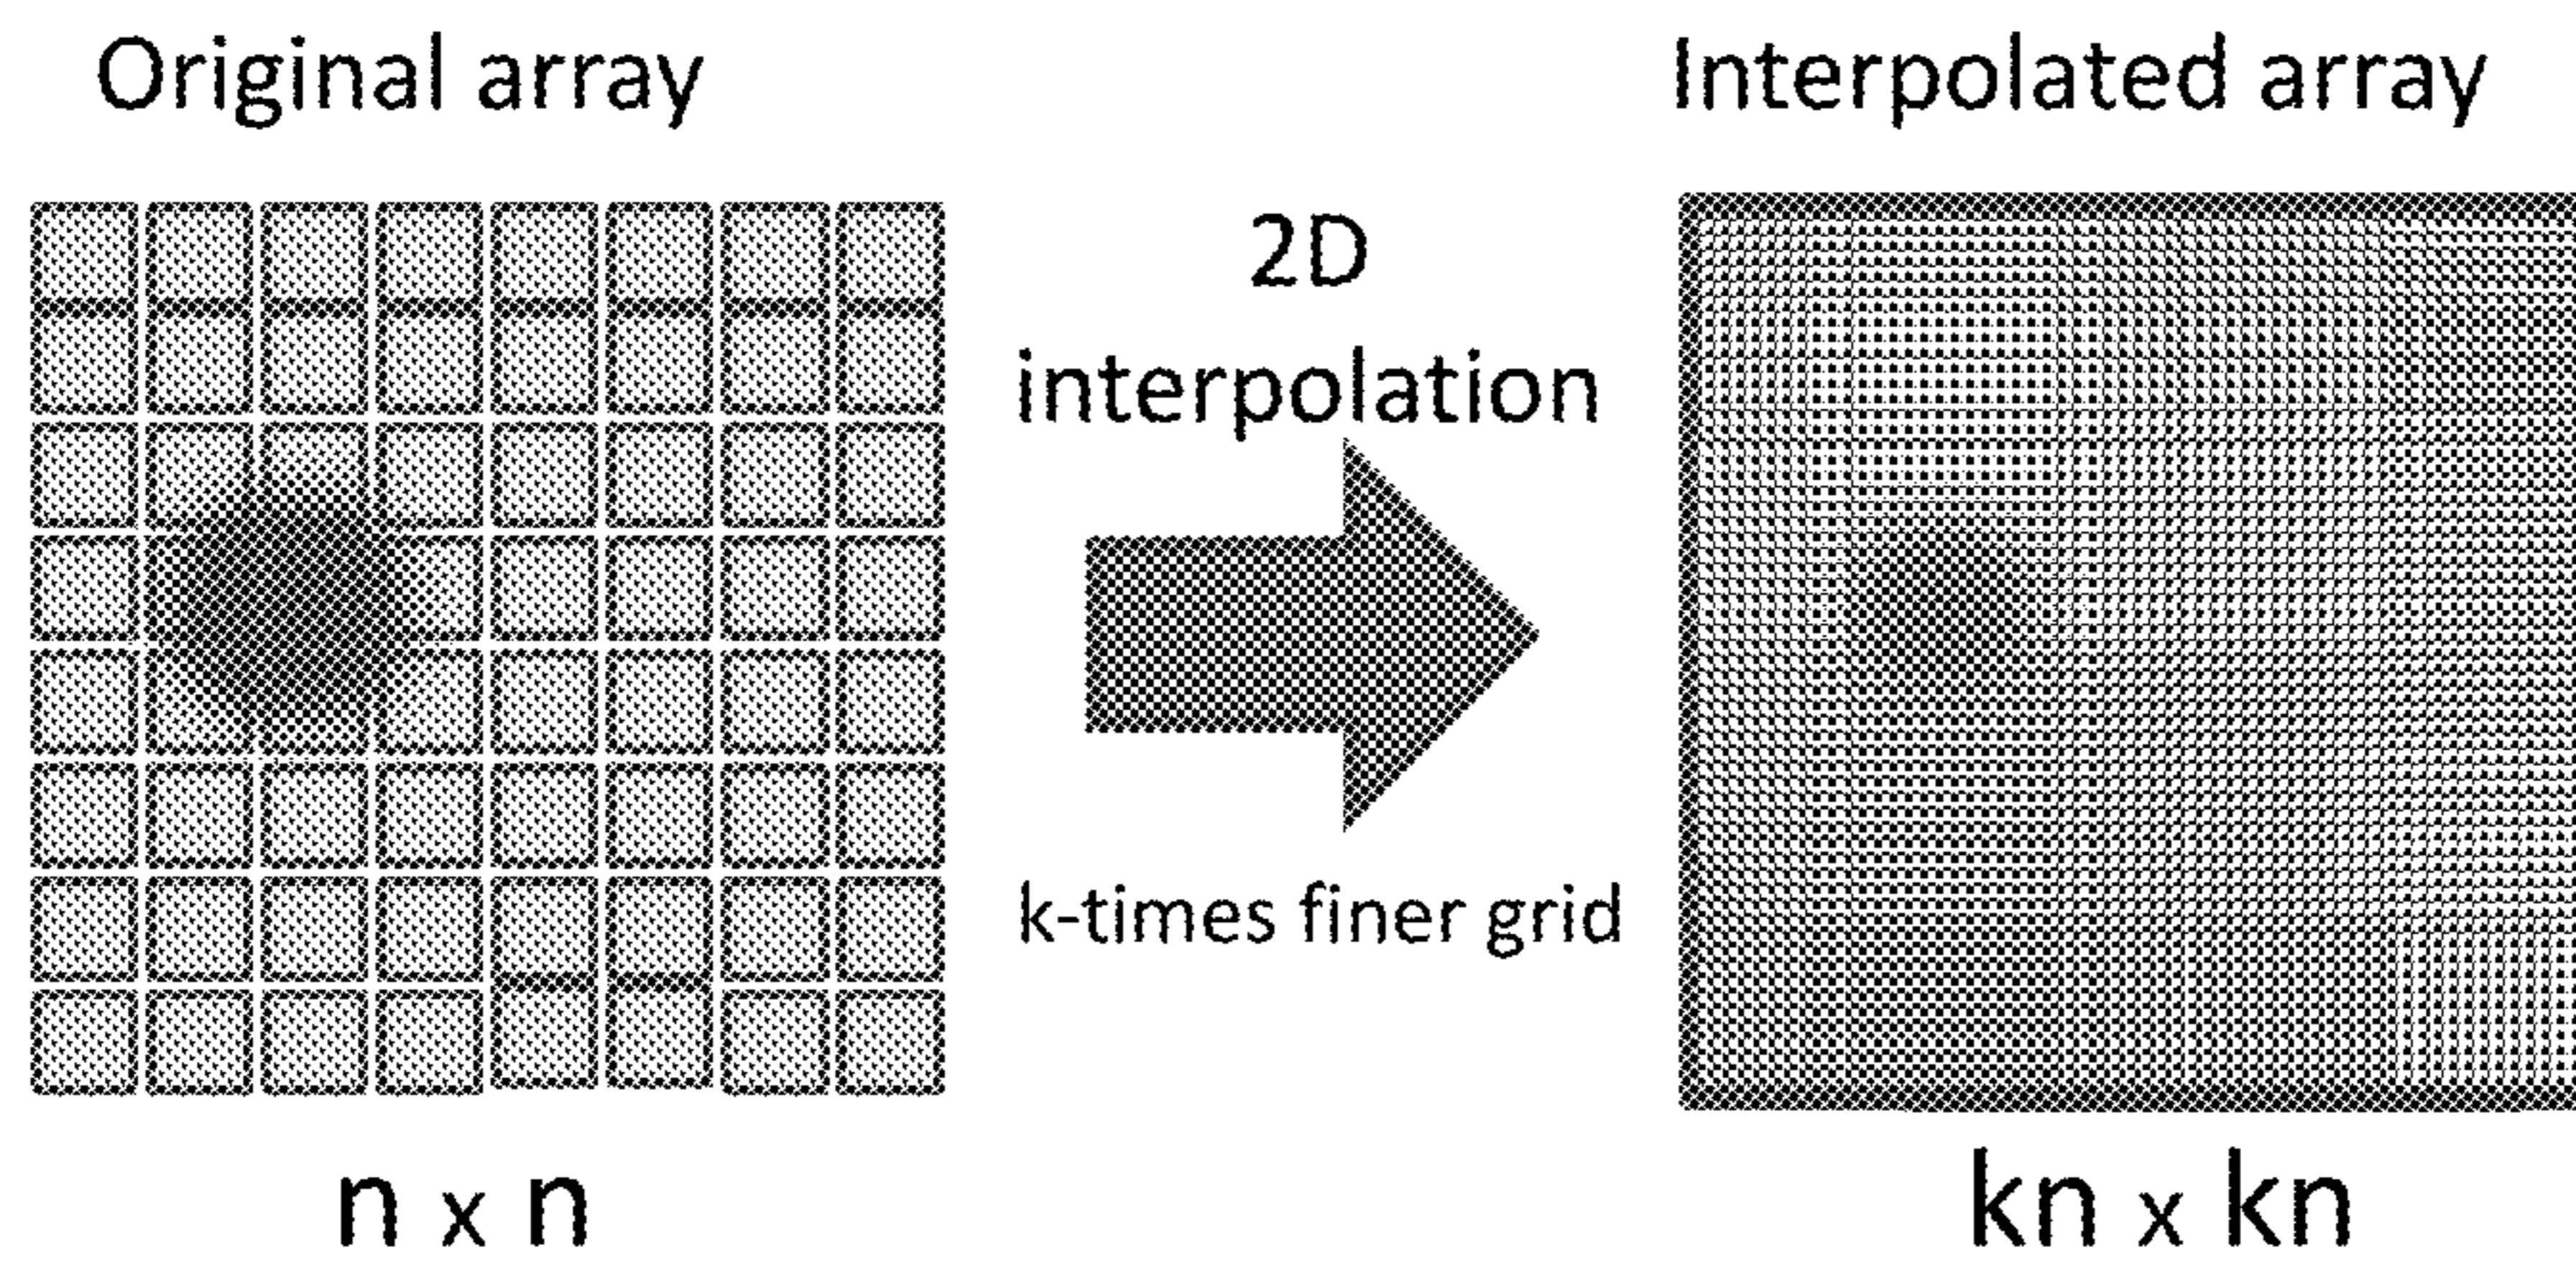 Original array
Interpolated array
2D
interpolation
k-times finer grid
n x n
kn x kn